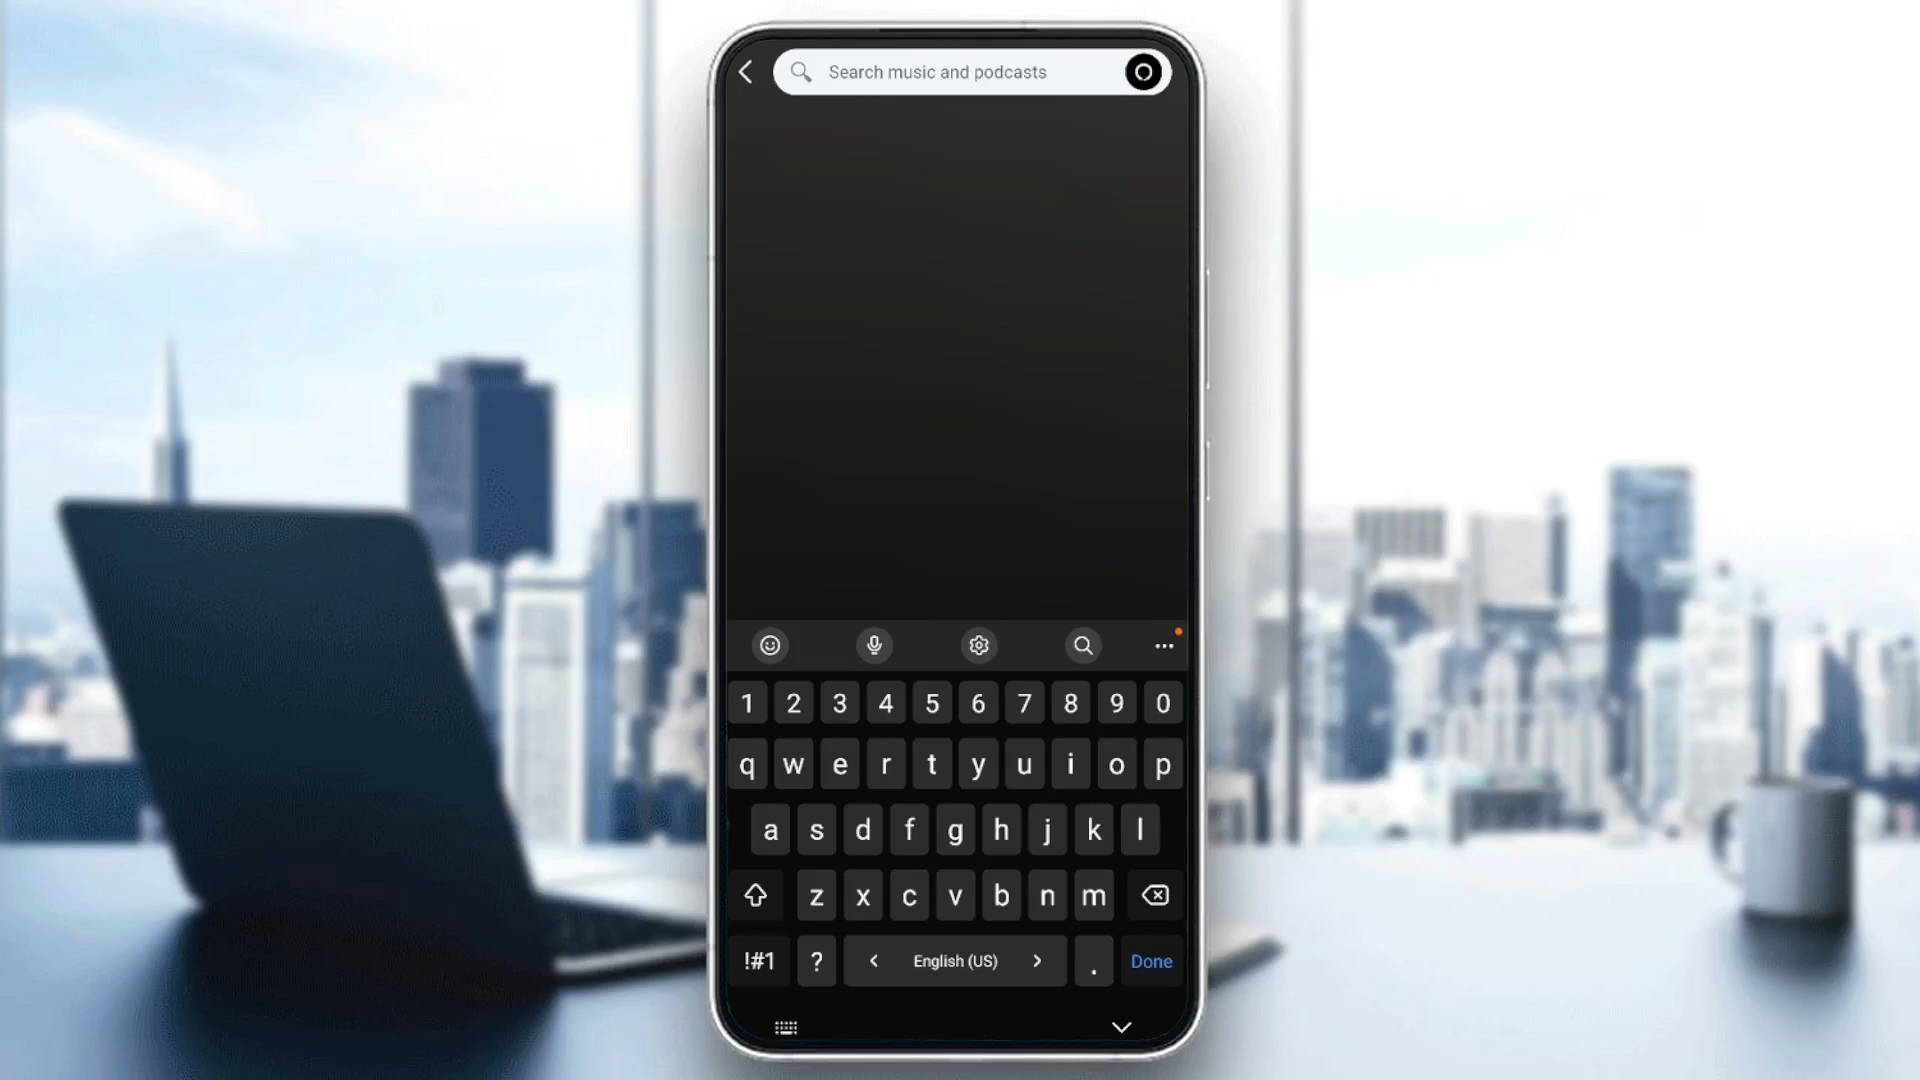 Search music and podcasts
1 2 3 4 5 6 7 8 9 0
q w e r t y u i o p
a s d f g h j k l
z x c v b n m
!#1 ? < English (US) > . Done